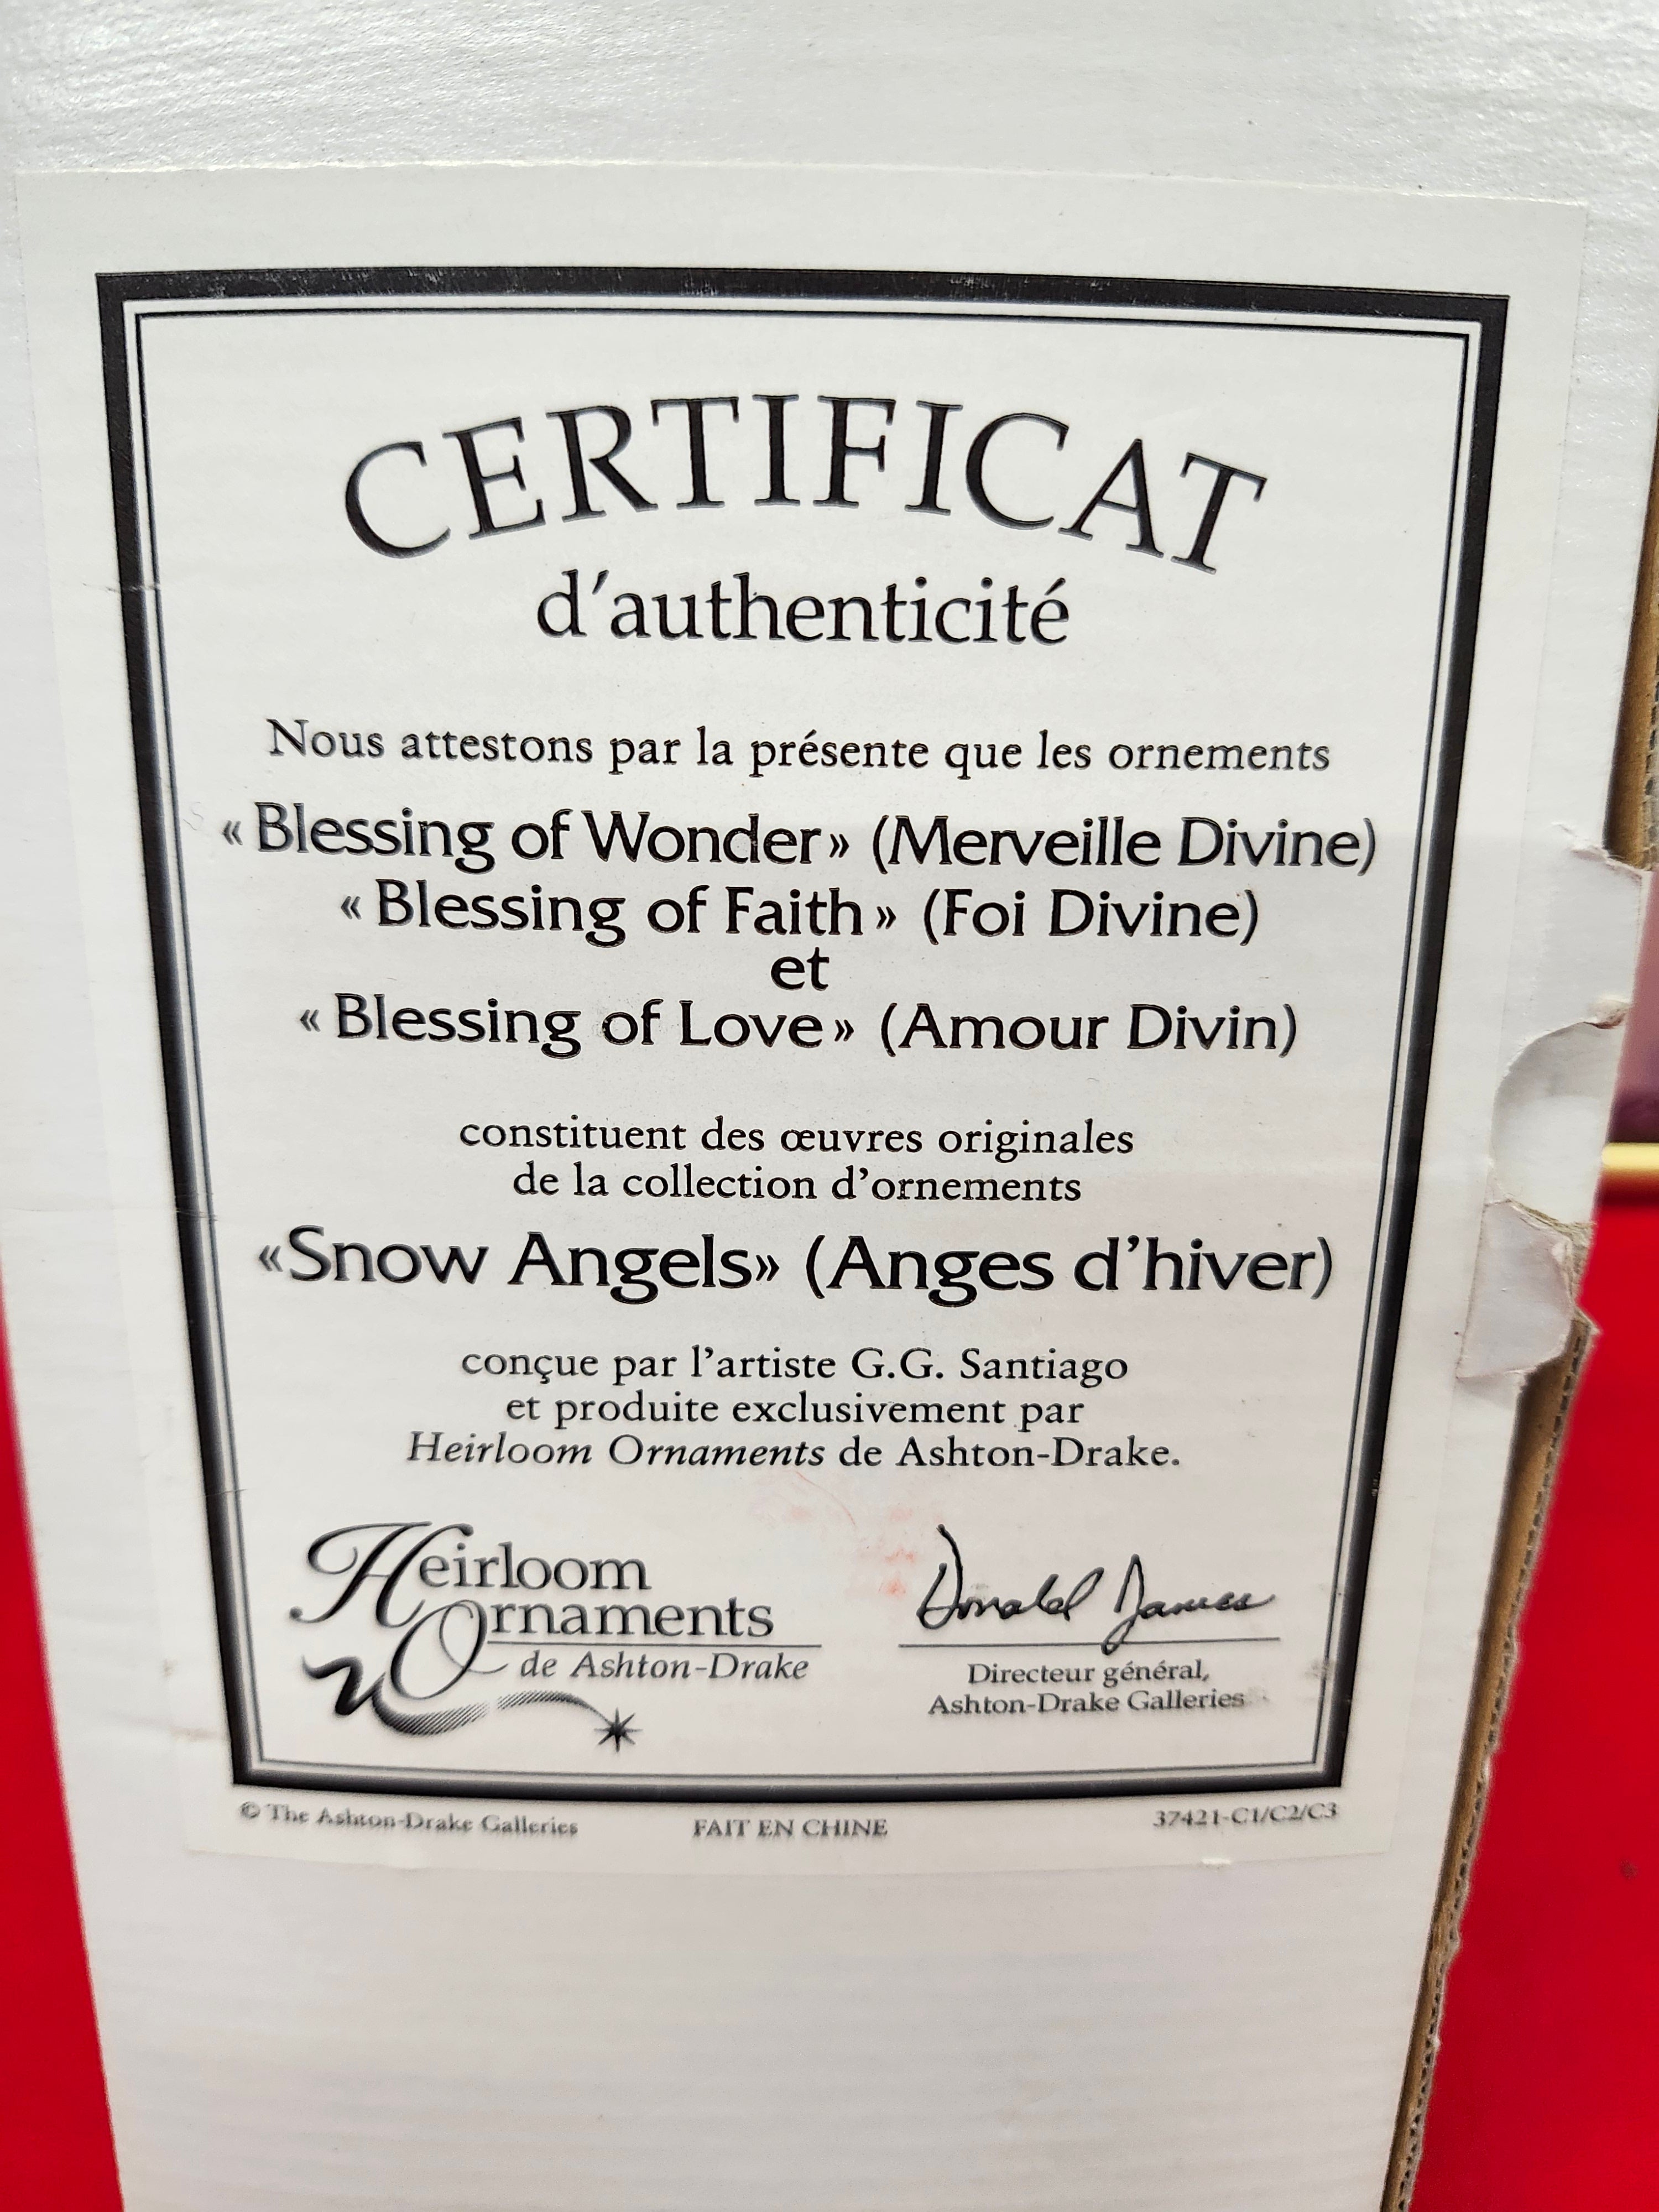 CERTIFICAT
d'authenticité
Nous attestons par la présente que les ornements
« Blessing of Wonder » (Merveille Divine)
« Blessing of Faith » (Foi Divine)
et
« Blessing of Love » (Amour Divin)
constituent des œuvres originales
de la collection d'ornements
«Snow Angels» (Anges d'hiver)
conçue par l'artiste G.G. Santiago
et produite exclusivement par
Heirloom Ornaments de Ashton-Drake.
Heirloom
Ornaments
de Ashton-Drake
Donald James
Directeur général,
Ashton-Drake Galleries
© The Ashton-Drake Galleries
FAIT EN CHINE
37421-C1/C2/C3